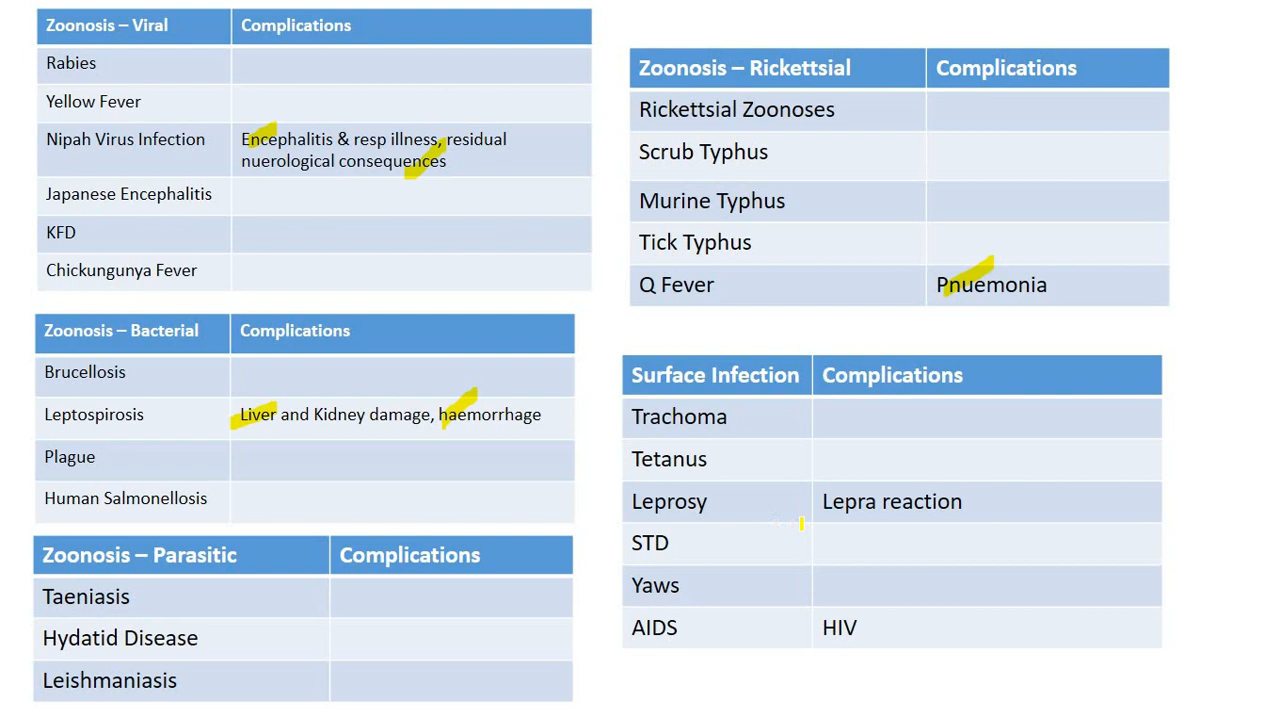 Zoonosis – Viral Complications
Rabies
Yellow Fever
Nipah Virus Infection Encephalitis & resp illness, residual
nuerological consequences
Japanese Encephalitis
KFD
Chickungunya Fever
Zoonosis – Bacterial Complications
Brucellosis
Leptospirosis Liver and Kidney damage, haemorrhage
Plague
Human Salmonellosis
Zoonosis – Parasitic Complications
Taeniasis
Hydatid Disease
Leishmaniasis
Zoonosis – Rickettsial Complications
Rickettsial Zoonoses
Scrub Typhus
Murine Typhus
Tick Typhus
Q Fever Pnuemonia
Surface Infection Complications
Trachoma
Tetanus
Leprosy Lepra reaction
STD
Yaws
AIDS HIV